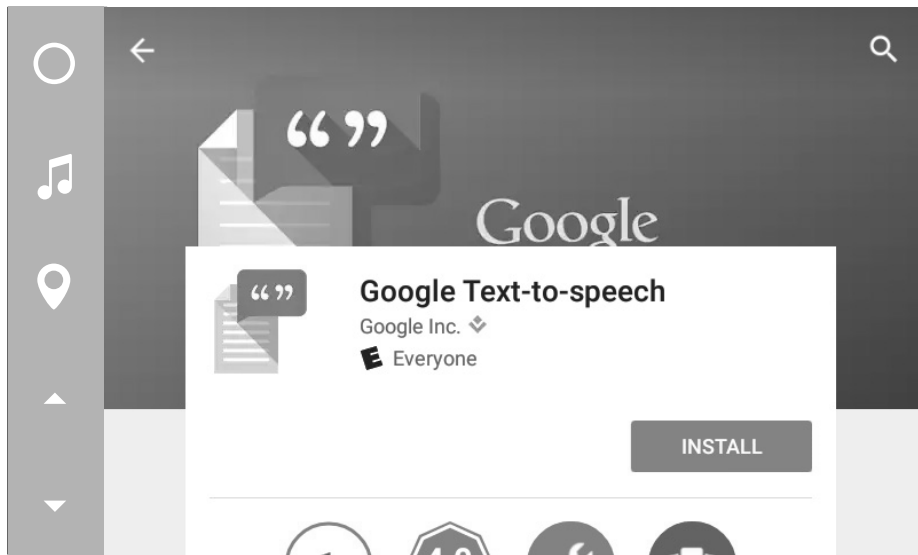 “ ”
Google
“ ”
Google Text-to-speech
Google Inc.
E Everyone
INSTALL